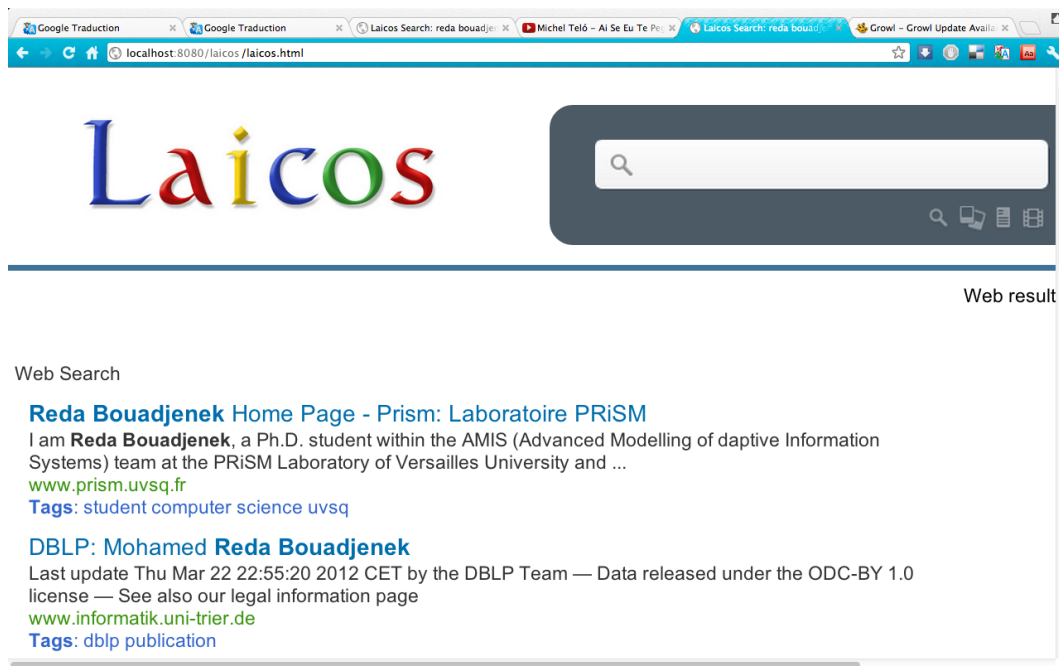 Google Traduction
Google Traduction
Laicos Search: reda bouadje
Michel Teló – Ai Se Eu Te Pe
Laicos Search: reda bouadje
Growl – Growl Update Availa
localhost:8080/laicos /laicos.html
Aa
Laicos
Web result
Web Search
Reda Bouadjenek Home Page - Prism: Laboratoire PRiSM
I am Reda Bouadjenek, a Ph.D. student within the AMIS (Advanced Modelling of daptive Information
Systems) team at the PRiSM Laboratory of Versailles University and ...
www.prism.uvsq.fr
Tags: student computer science uvsq
DBLP: Mohamed Reda Bouadjenek
Last update Thu Mar 22 22:55:20 2012 CET by the DBLP Team — Data released under the ODC-BY 1.0
license — See also our legal information page
www.informatik.uni-trier.de
Tags: dblp publication